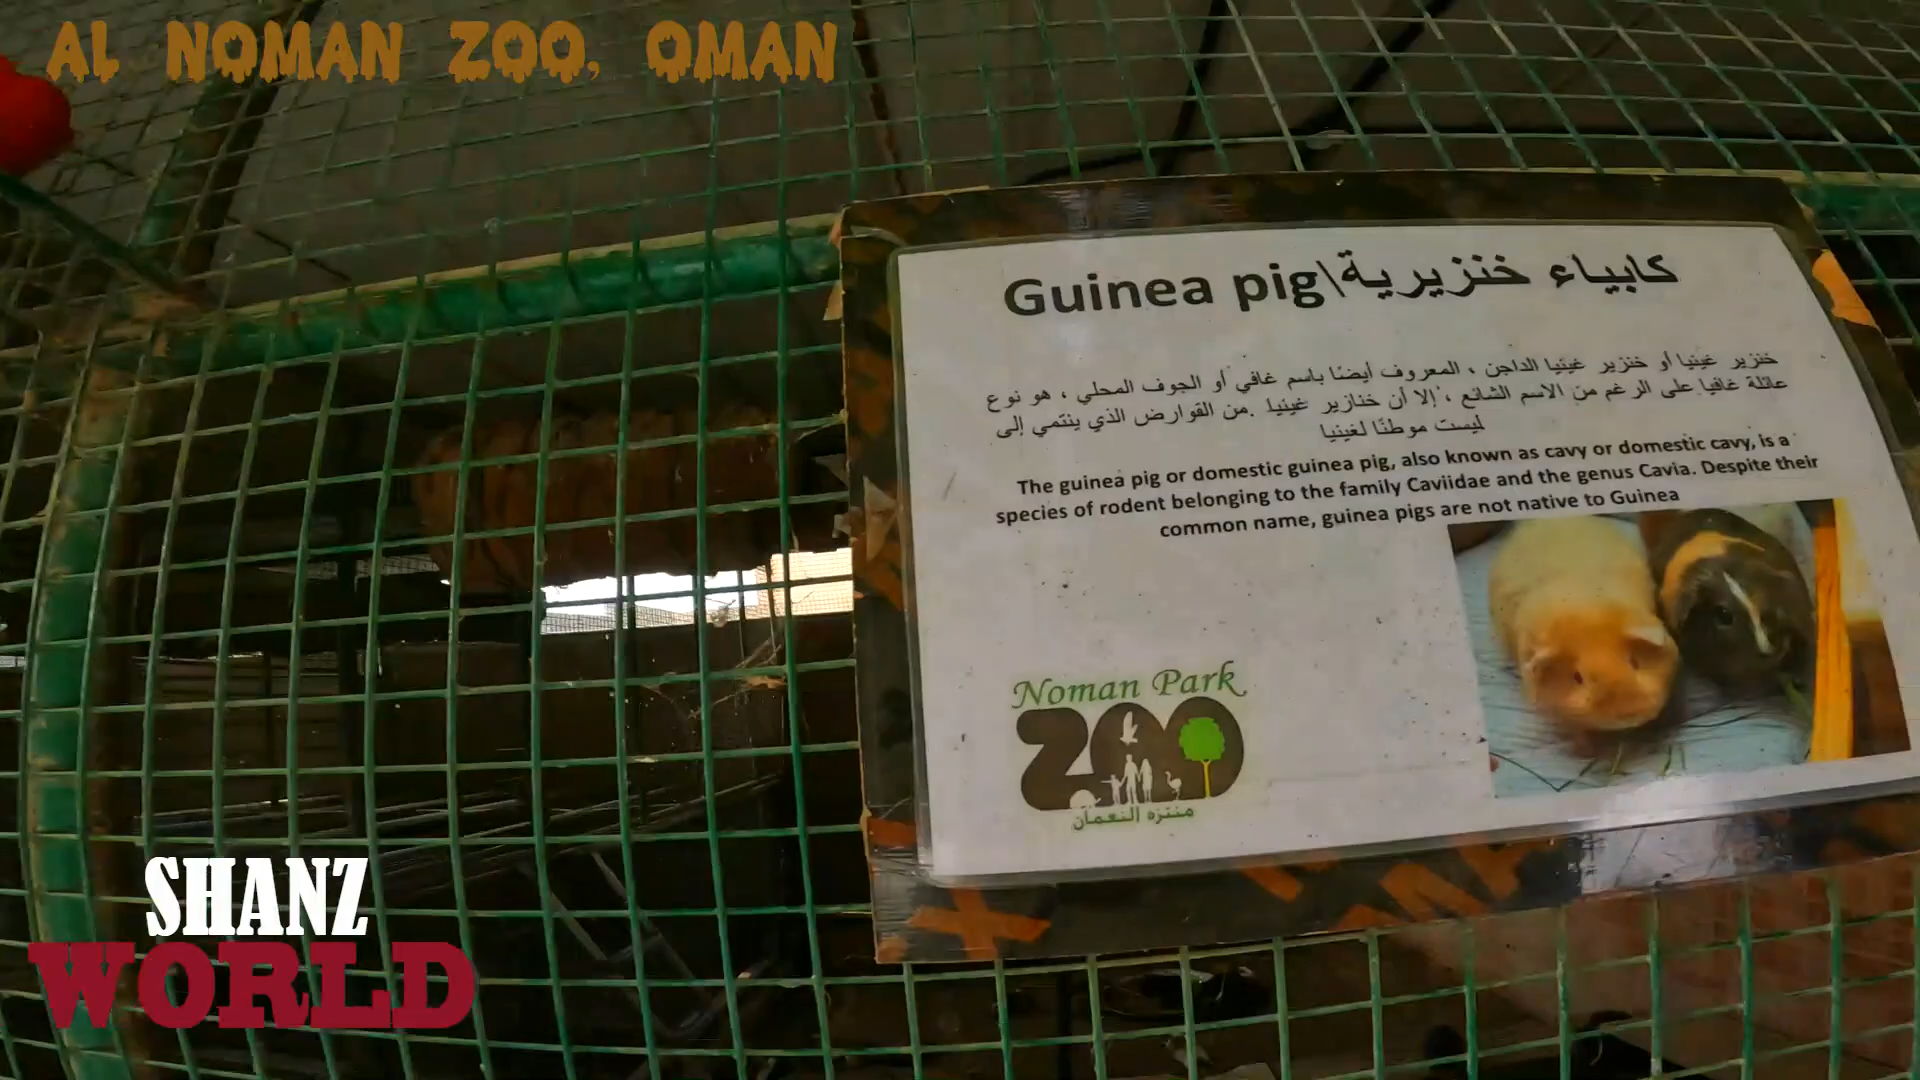 AL NOMAN ZOO, OMAN
Guinea pig\كابياء خنزيرية
خنزير غينيا أو خنزير غينيا الداجن ، المعروف أيضًا باسم غافي أو الجوف المحلي ، هو نوع
عائلة غافيا على الرغم من الاسم الشائع ، إلا أن خنازير غينيا .من القوارض الذي ينتمي إلى
ليست موطنًا لغينيا
The guinea pig or domestic guinea pig, also known as cavy or domestic cavy, is a
species of rodent belonging to the family Caviidae and the genus Cavia. Despite their
common name, guinea pigs are not native to Guinea
Noman Park
ZOO
منتزه النعمان
SHANZ
WORLD